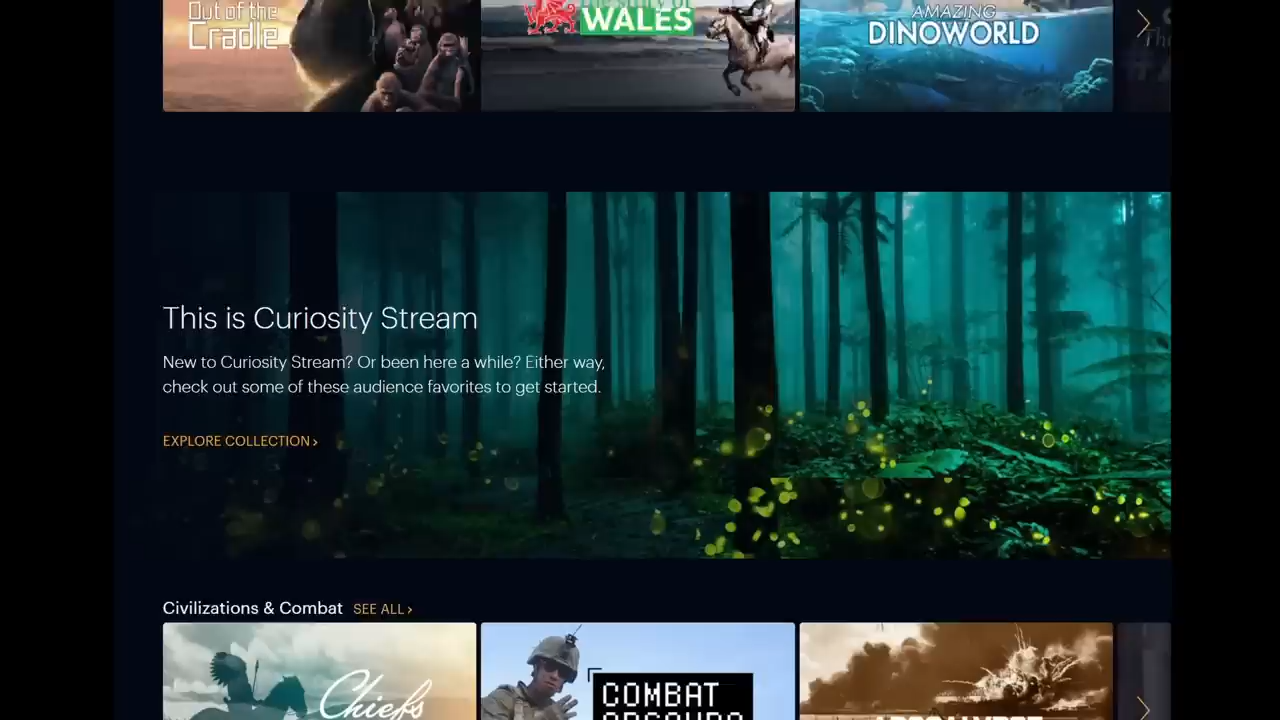 Out of the
Cradle
WALES
AMAZING
DINOWORLD
This is Curiosity Stream
New to Curiosity Stream? Or been here a while? Either way,
check out some of these audience favorites to get started.
EXPLORE COLLECTION ›
Civilizations & Combat SEE ALL ›
Chiefs
COMBAT